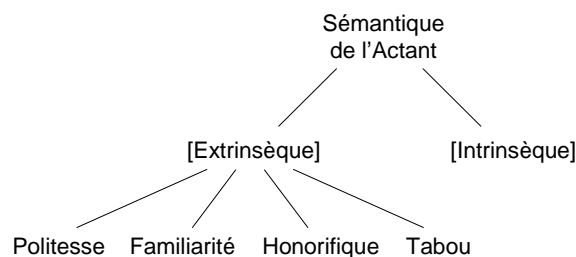 Sémantique
de l'Actant
[Extrinsèque] [Intrinsèque]
Politesse Familiarité Honorifique Tabou